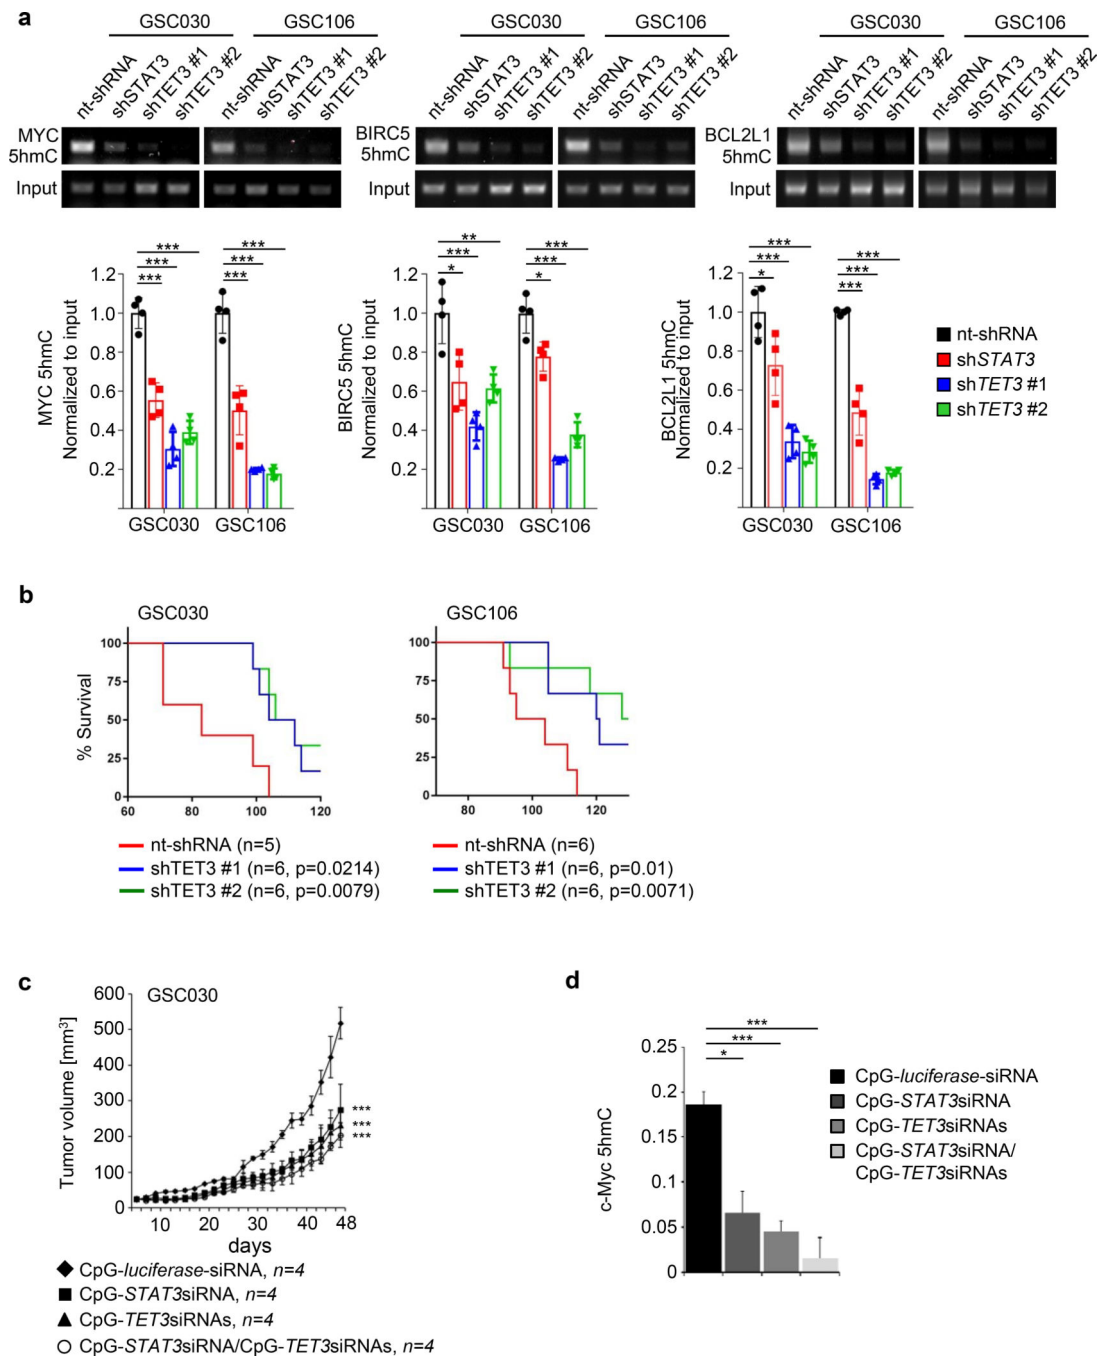 a
GSC030 GSC106
nt-shRNA shSTAT3 shTET3 #1 shTET3 #2 nt-shRNA shSTAT3 shTET3 #1 shTET3 #2
MYC
5hmC
Input
GSC030 GSC106
nt-shRNA shSTAT3 shTET3 #1 shTET3 #2 nt-shRNA shSTAT3 shTET3 #1 shTET3 #2
BIRC5
5hmC
Input
GSC030 GSC106
nt-shRNA shSTAT3 shTET3 #1 shTET3 #2 nt-shRNA shSTAT3 shTET3 #1 shTET3 #2
BCL2L1
5hmC
Input
MYC 5hmC
Normalized to input
1.2
1.0
0.8
0.6
0.4
0.2
*** *** ***
*** *** ***
GSC030 GSC106
BIRC5 5hmC
Normalized to input
1.2
1.0
0.8
0.6
0.4
0.2
** *** *
*** *** *
GSC030 GSC106
BCL2L1 5hmC
Normalized to input
1.2
1.0
0.8
0.6
0.4
0.2
*** *** *
*** *** ***
GSC030 GSC106
nt-shRNA
shSTAT3
shTET3 #1
shTET3 #2
b
GSC030
% Survival
100
75
50
25
0
60 80 100 120
nt-shRNA (n=5)
shTET3 #1 (n=6, p=0.0214)
shTET3 #2 (n=6, p=0.0079)
GSC106
100
75
50
25
0
80 100 120
nt-shRNA (n=6)
shTET3 #1 (n=6, p=0.01)
shTET3 #2 (n=6, p=0.0071)
c
GSC030
Tumor volume [mm³]
600
500
400
300
200
100
0
***
***
***
10 20 30 40 48
days
CpG-luciferase-siRNA, n=4
CpG-STAT3siRNA, n=4
CpG-TET3siRNAs, n=4
CpG-STAT3siRNA/CpG-TET3siRNAs, n=4
d
c-Myc 5hmC
0.25
0.2
0.15
0.1
0.05
0
***
***
*
CpG-luciferase-siRNA
CpG-STAT3siRNA
CpG-TET3siRNAs
CpG-STAT3siRNA/
CpG-TET3siRNAs